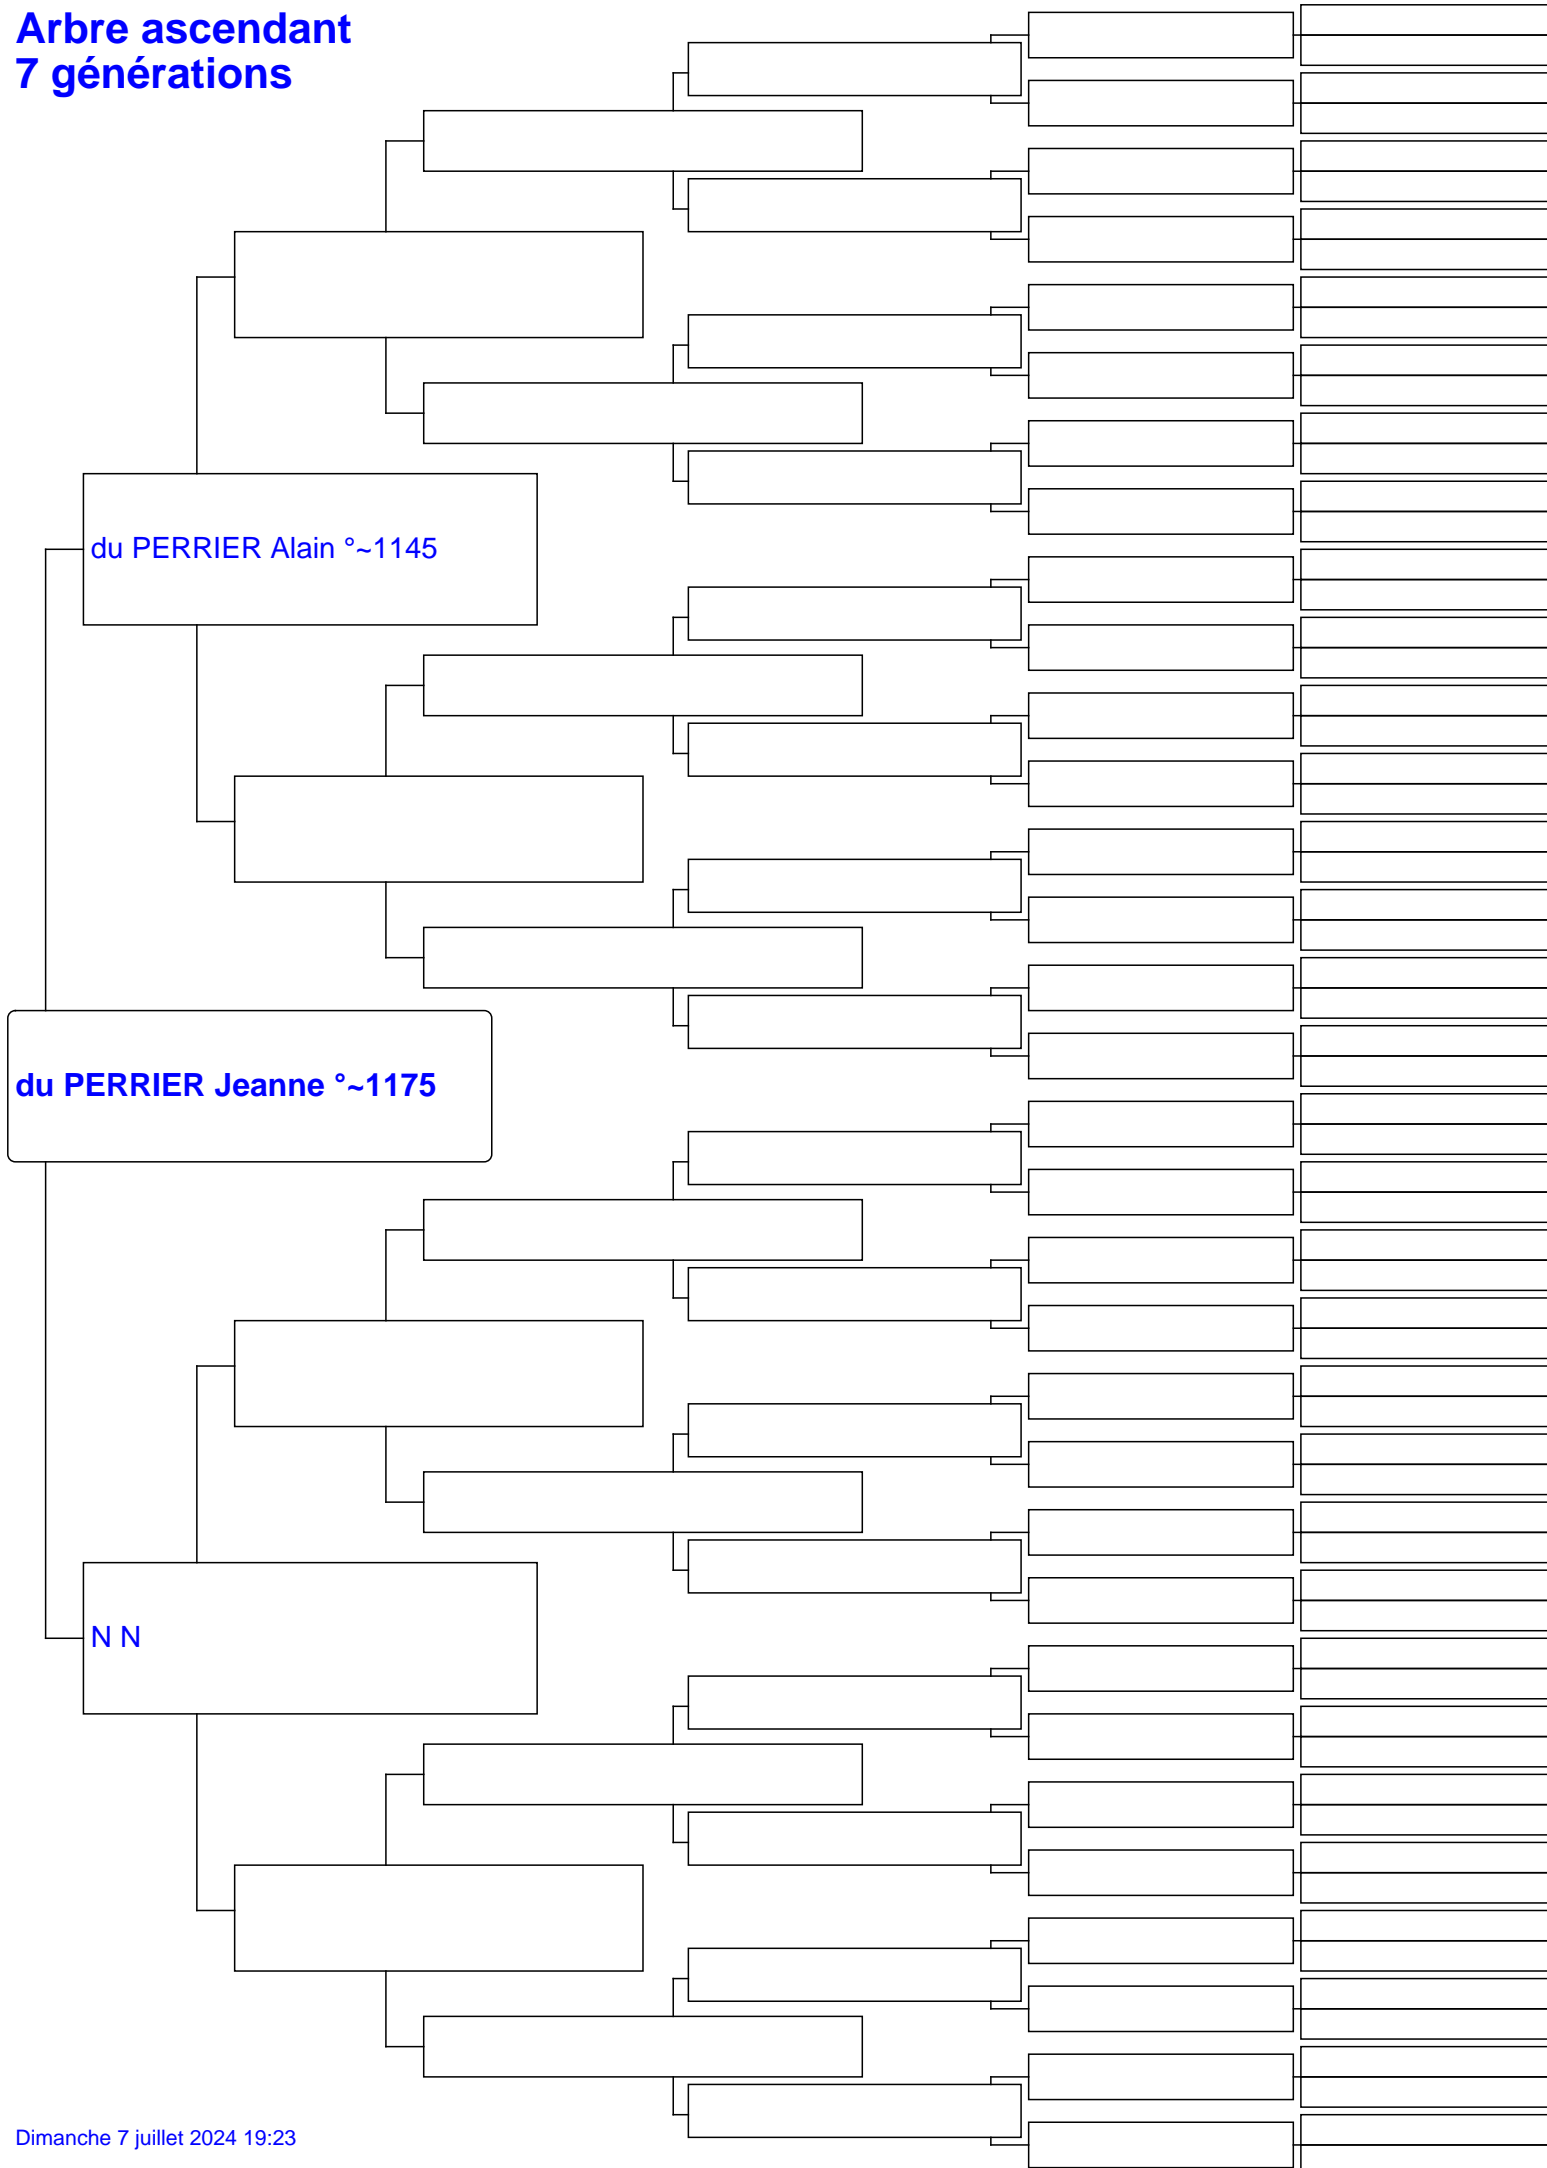 Arbre ascendant
7 générations
du PERRIER Alain °~1145
du PERRIER Jeanne °~1175
N N
Dimanche 7 juillet 2024 19:23